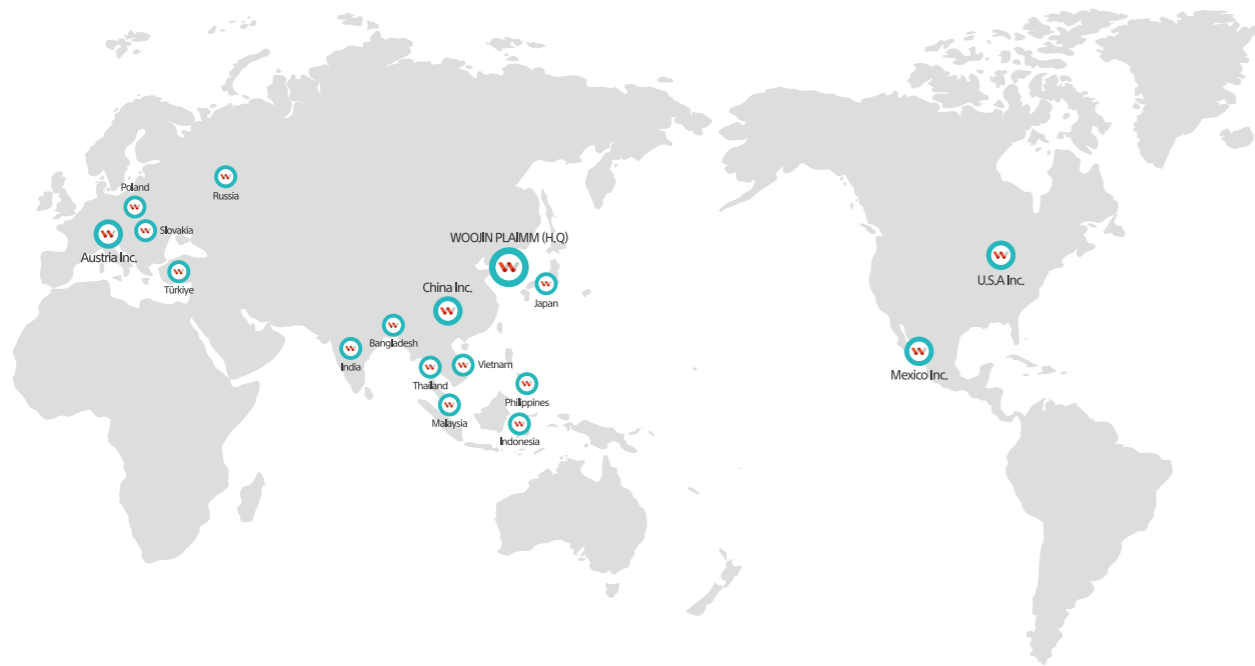 Poland
Russia
Slovakia
WOOJIN PLAIMM (H.Q)
Austria Inc.
Türkiye
China Inc.
Japan
U.S.A Inc.
Bangladesh
India
Vietnam
Thailand
Mexico Inc.
Philippines
Malaysia
Indonesia